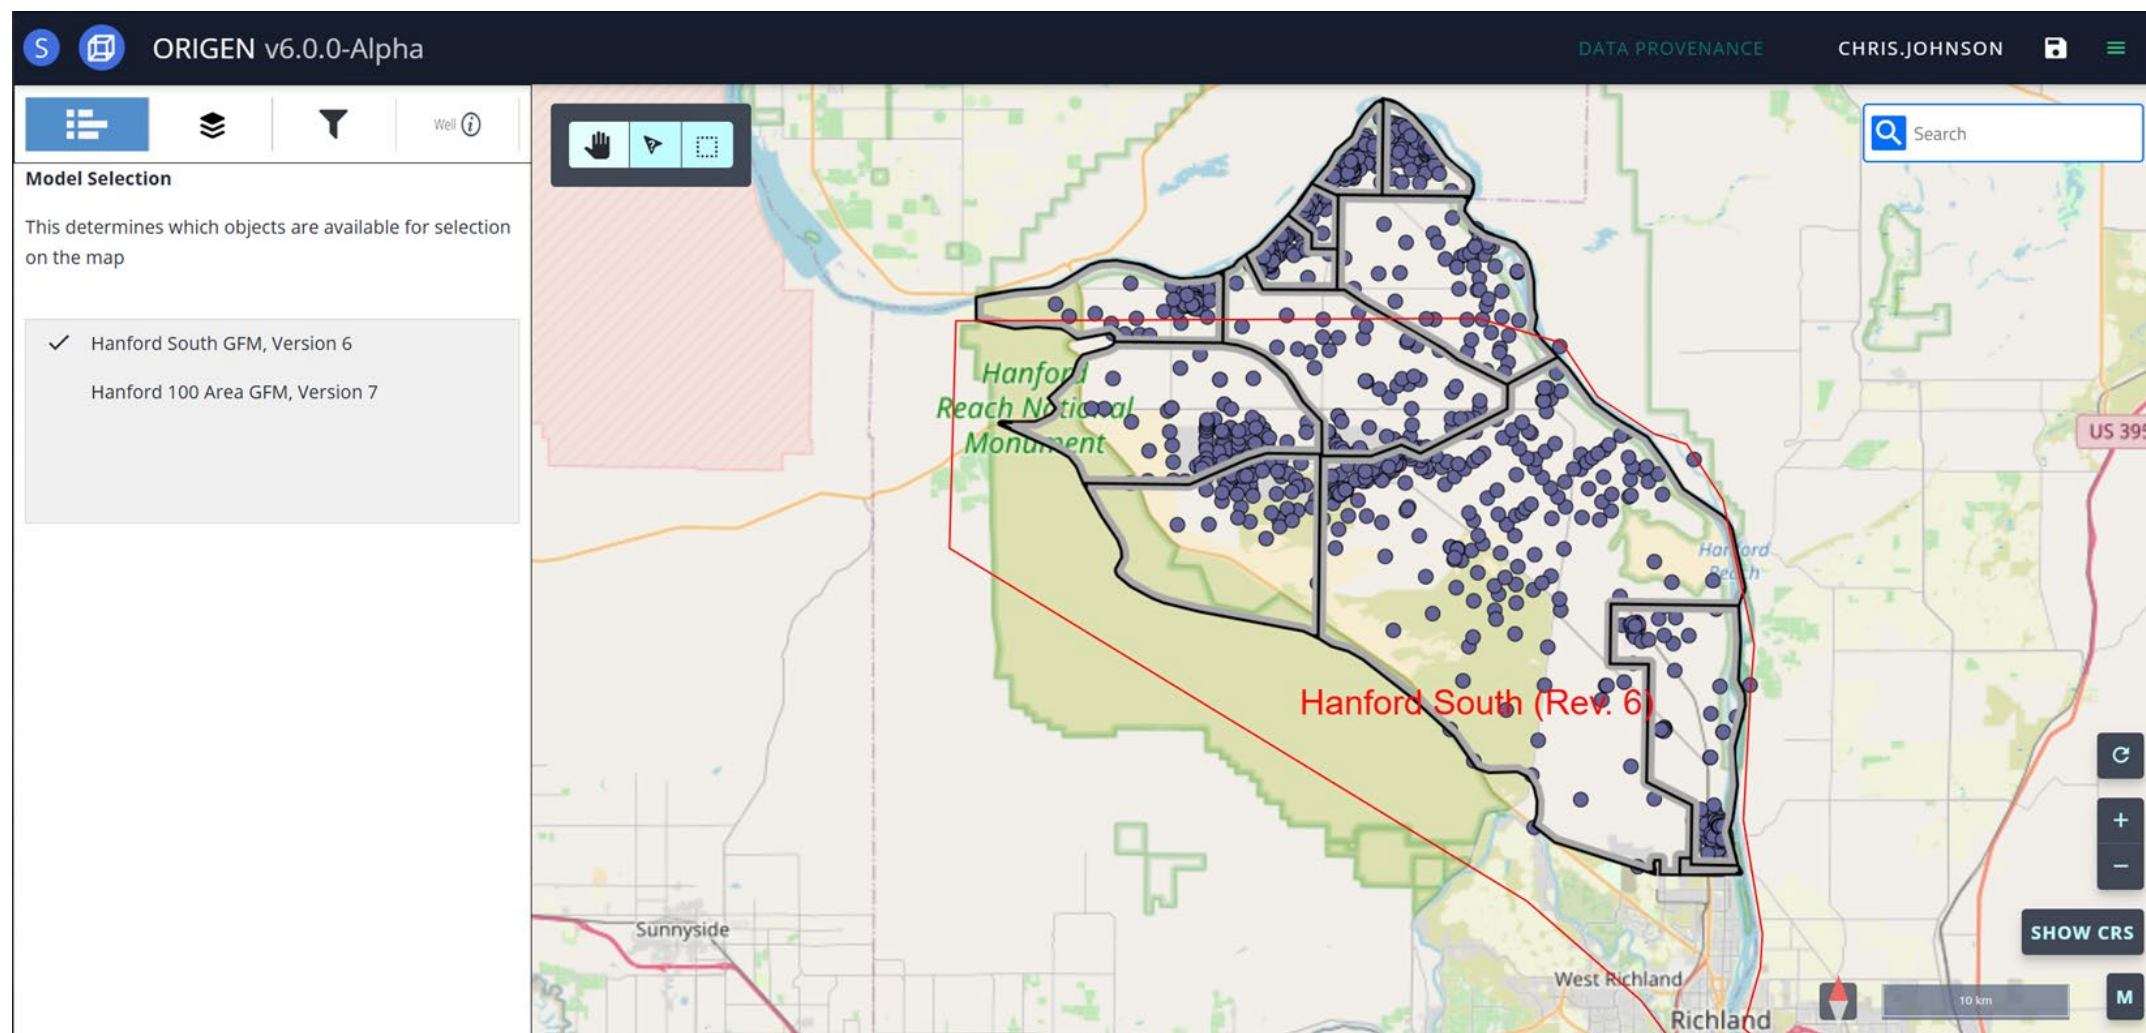 S ORIGEN v6.0.0-Alpha DATA PROVENANCE CHRIS.JOHNSON
Well i
Search
Model Selection
This determines which objects are available for selection
on the map
Hanford South GFM, Version 6
Hanford 100 Area GFM, Version 7
Hanford
Reach National
Monument
US 395
Hanford
Reach
Hanford South (Rev. 6)
Sunnyside
SHOW CRS
West Richland
10 km
M
Richland